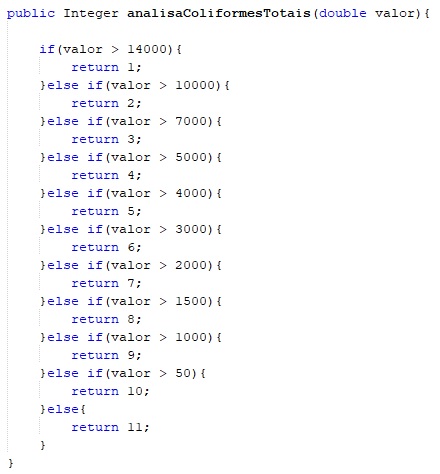 public Integer analisaColiformesTotais(double valor){
if(valor > 14000){
return 1;
}else if(valor > 10000){
return 2;
}else if(valor > 7000){
return 3;
}else if(valor > 5000){
return 4;
}else if(valor > 4000){
return 5;
}else if(valor > 3000){
return 6;
}else if(valor > 2000){
return 7;
}else if(valor > 1500){
return 8;
}else if(valor > 1000){
return 9;
}else if(valor > 50){
return 10;
}else{
return 11;
}
}